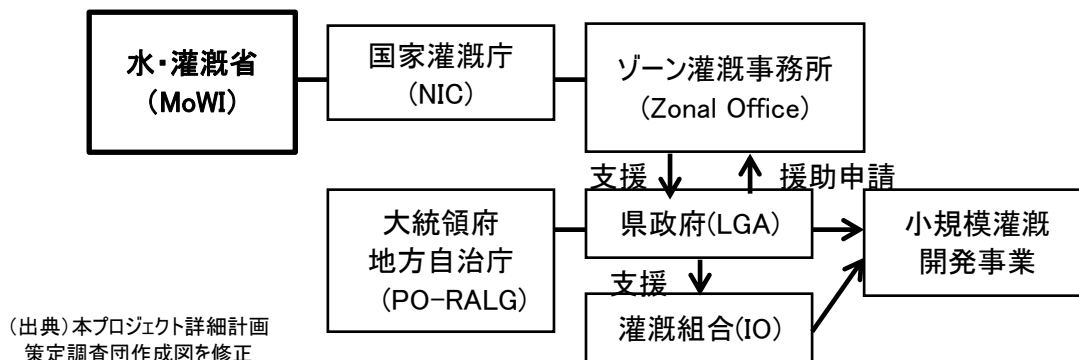 水・灌漑省
(MoWI)
国家灌漑庁
(NIC)
ゾーン灌漑事務所
(Zonal Office)
支援
援助申請
大統領府
地方自治庁
(PO-RALG)
県政府(LGA)
小規模灌漑
開発事業
支援
灌漑組合(IO)
(出典)本プロジェクト詳細計画
策定調査団作成図を修正